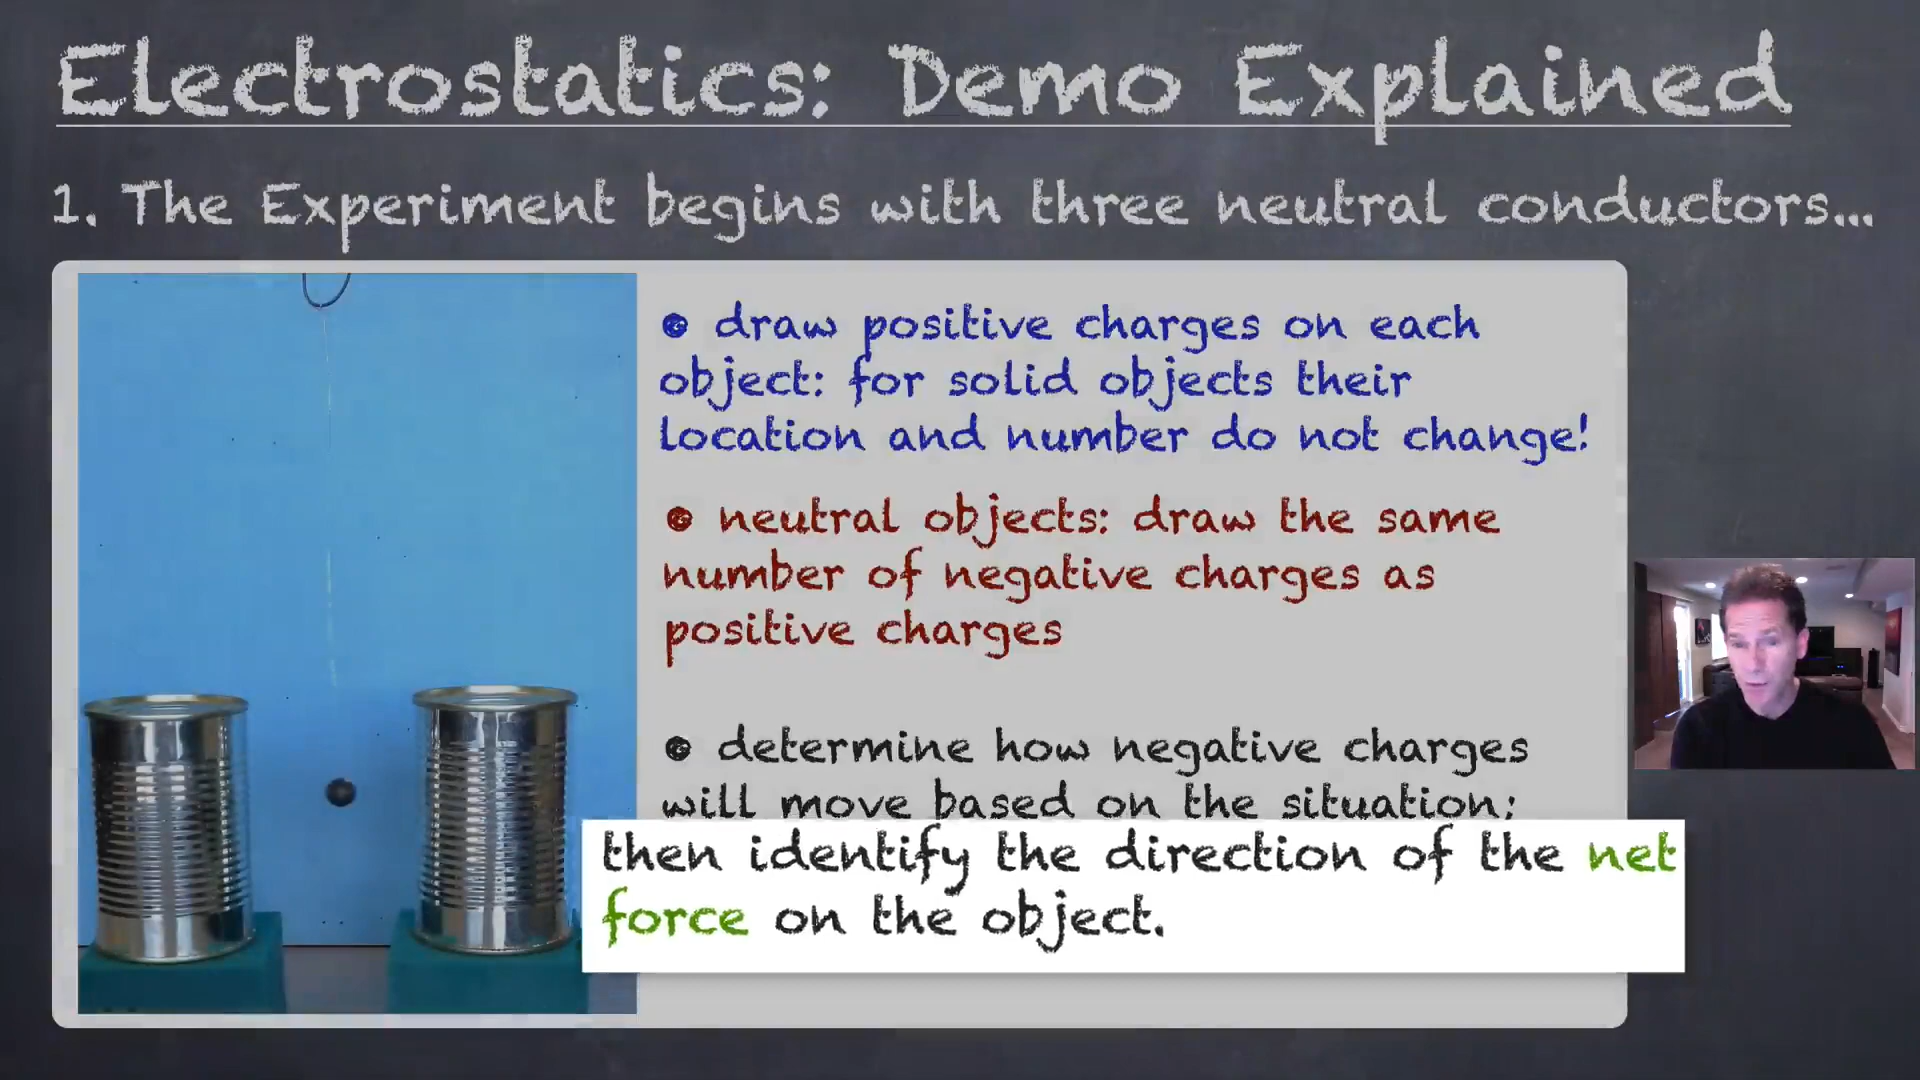 Electrostatics: Demo Explained
1. The Experiment begins with three neutral conductors...
• draw positive charges on each
object: for solid objects their
location and number do not change!
• neutral objects: draw the same
number of negative charges as
positive charges
• determine how negative charges
will move based on the situation;
then identify the direction of the net
force on the object.